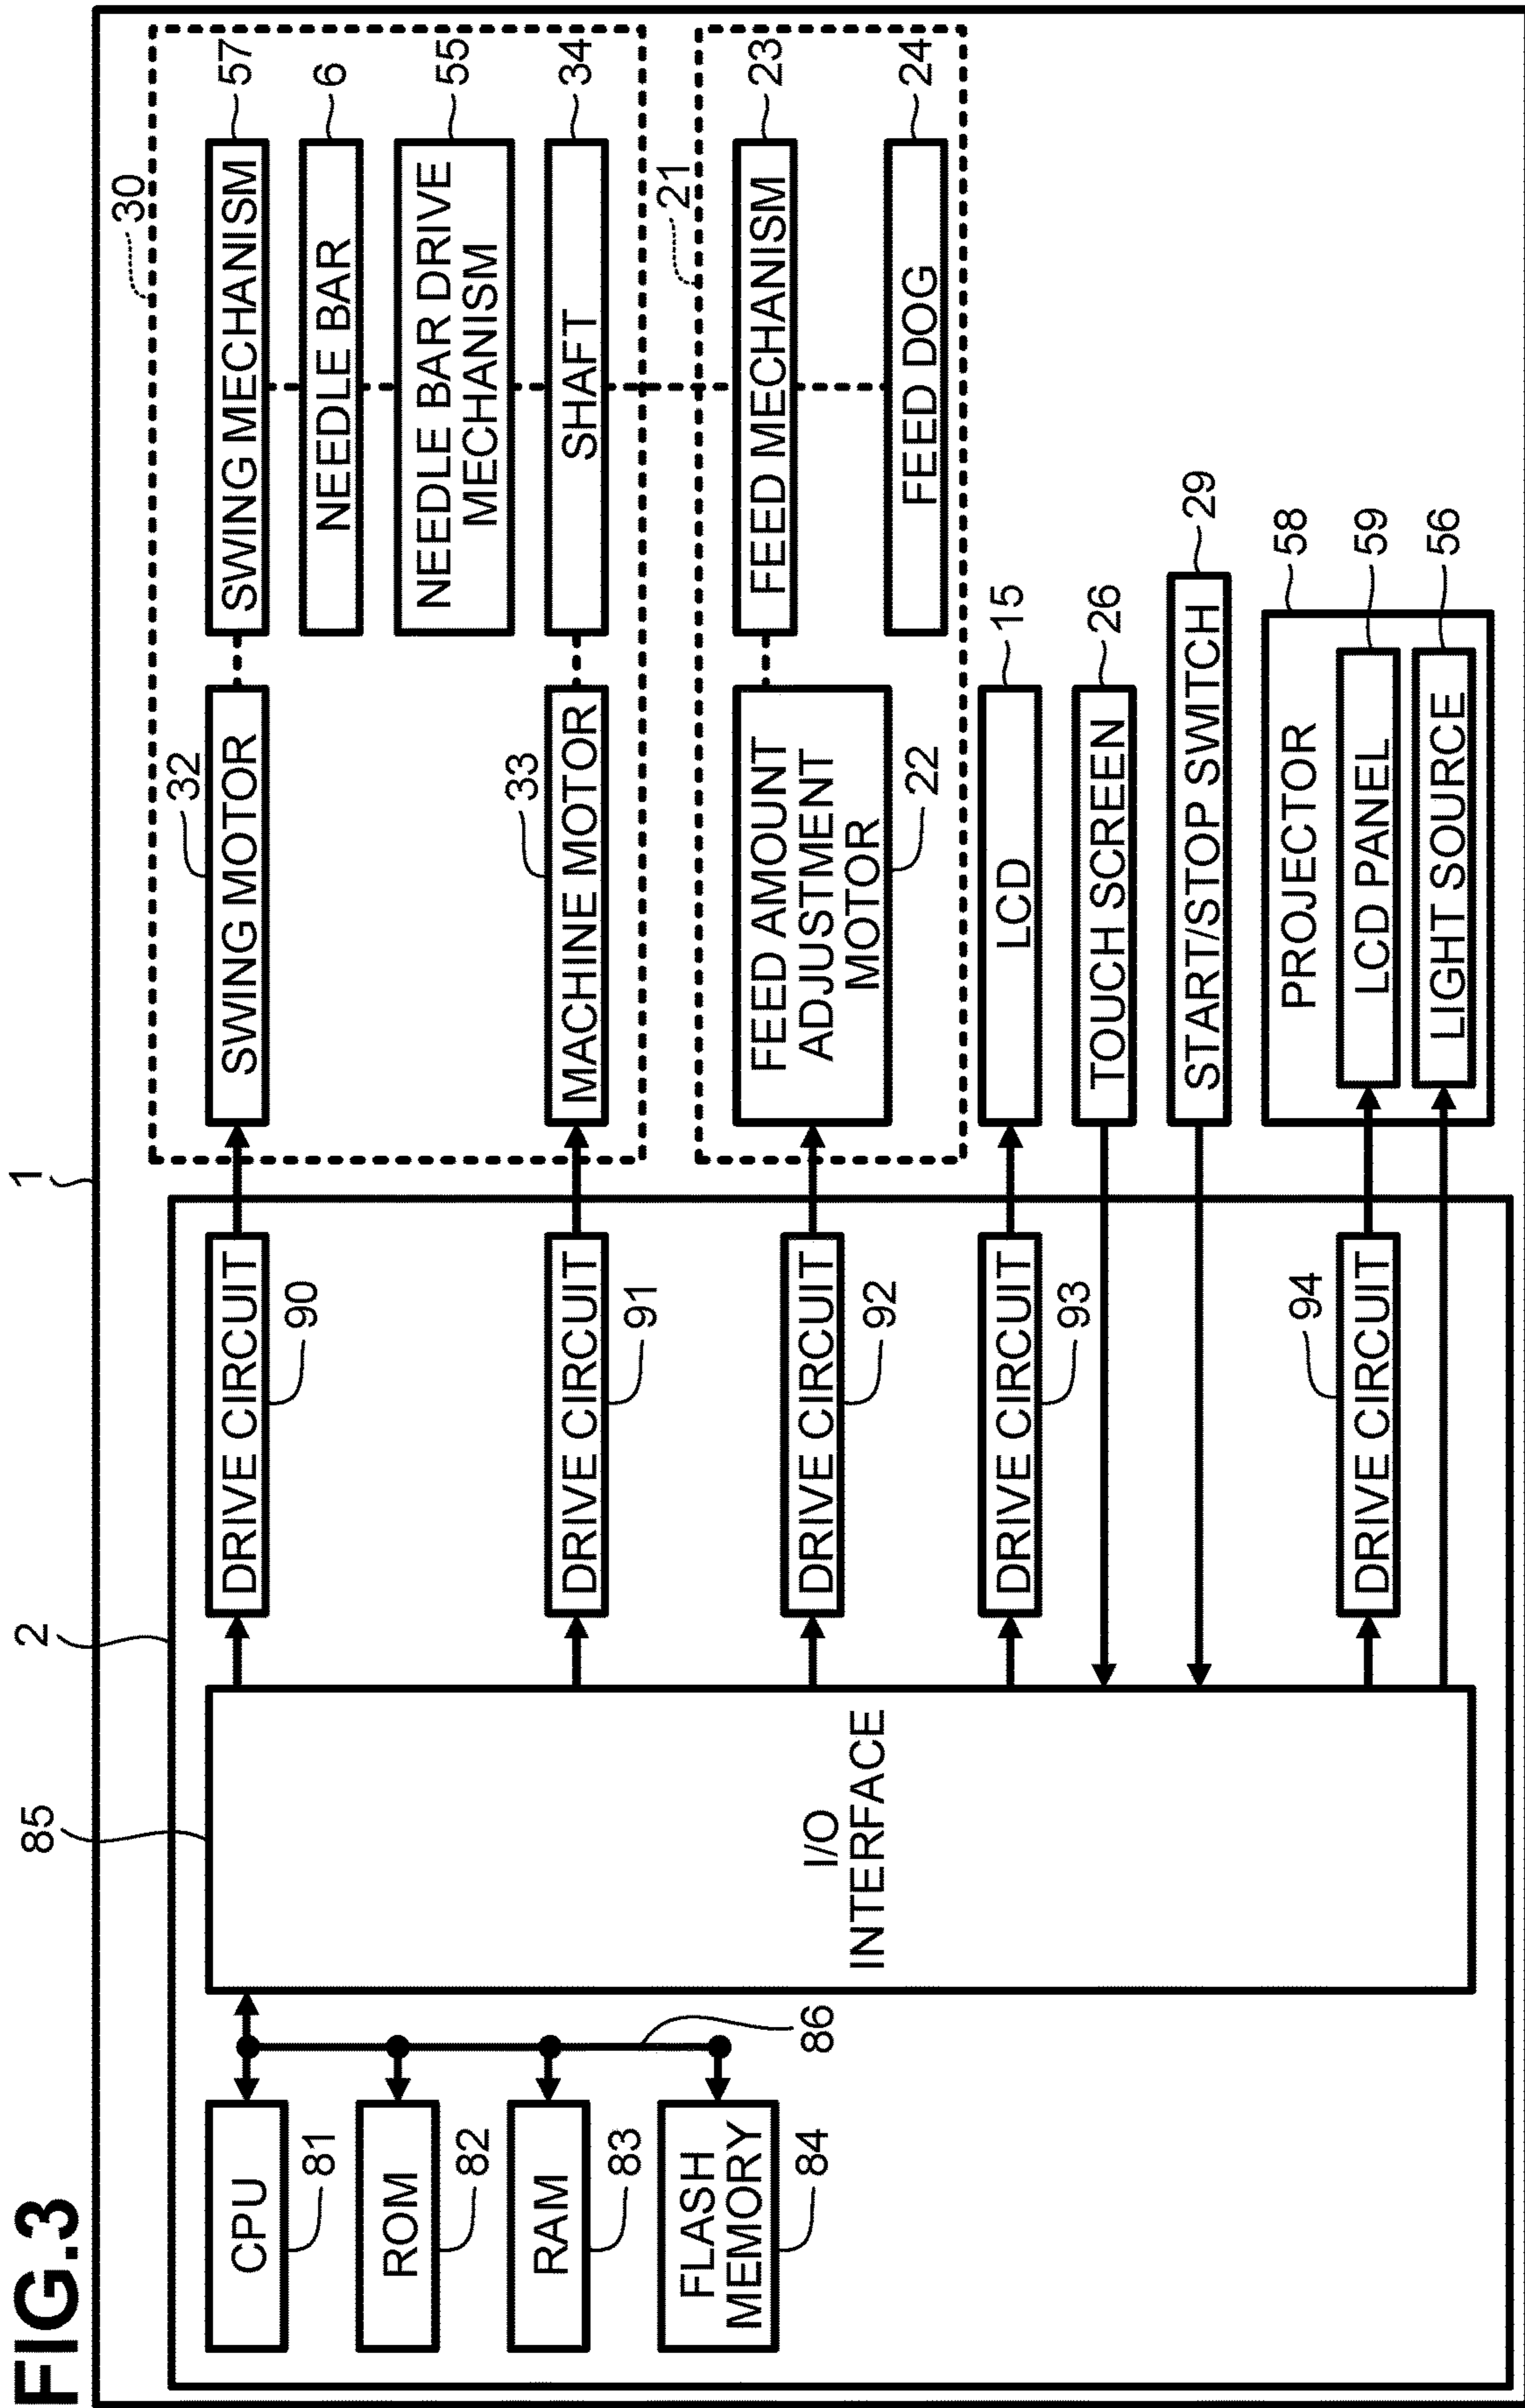 FIG.3
1
2
85
CPU
81
ROM
82
RAM
83
FLASH
MEMORY
84
86
I/O
INTERFACE
DRIVE CIRCUIT
90
DRIVE CIRCUIT
91
DRIVE CIRCUIT
92
DRIVE CIRCUIT
93
DRIVE CIRCUIT
94
30
SWING MOTOR
32
MACHINE MOTOR
33
SWING MECHANISM
57
NEEDLE BAR
6
NEEDLE BAR DRIVE
MECHANISM
55
SHAFT
34
21
FEED AMOUNT
ADJUSTMENT
MOTOR
22
FEED MECHANISM
23
FEED DOG
24
LCD
15
TOUCH SCREEN
26
START/STOP SWITCH
29
PROJECTOR
58
LCD PANEL
59
LIGHT SOURCE
56